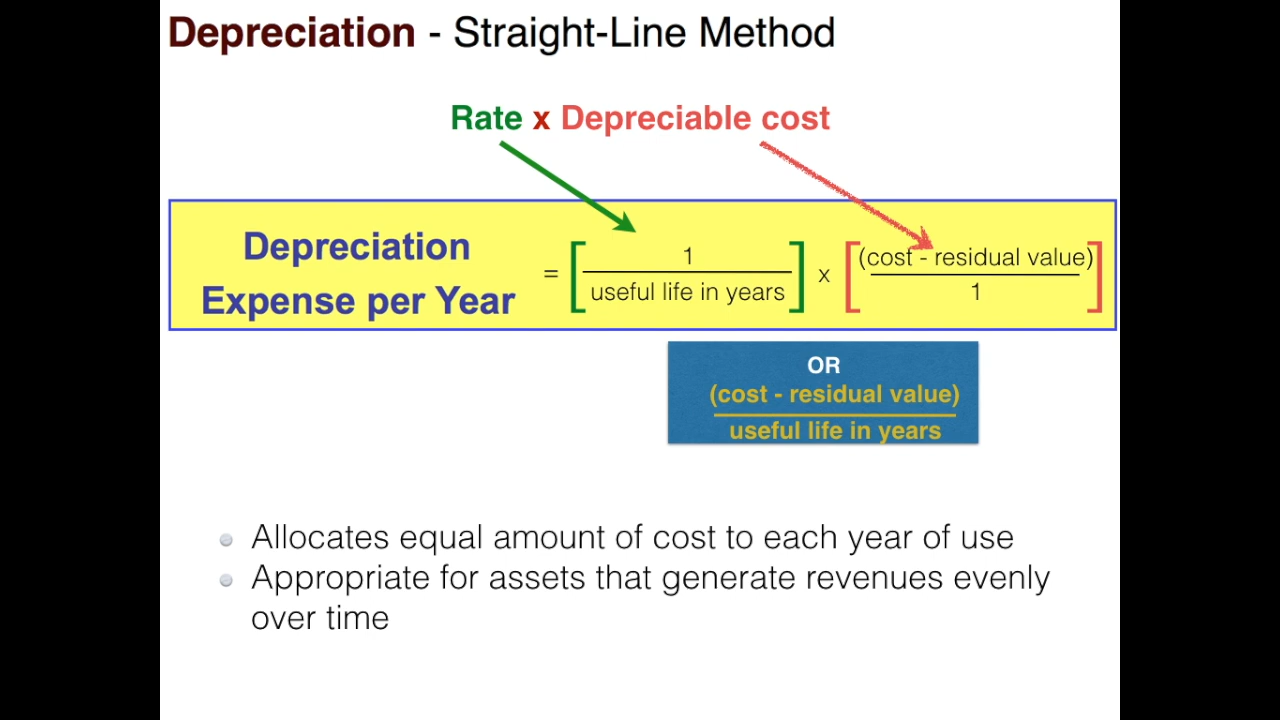 Depreciation - Straight-Line Method
Rate x Depreciable cost
Depreciation
Expense per Year
=
1
useful life in years
x
(cost - residual value)
1
OR
(cost - residual value)
useful life in years
Allocates equal amount of cost to each year of use
Appropriate for assets that generate revenues evenly
over time